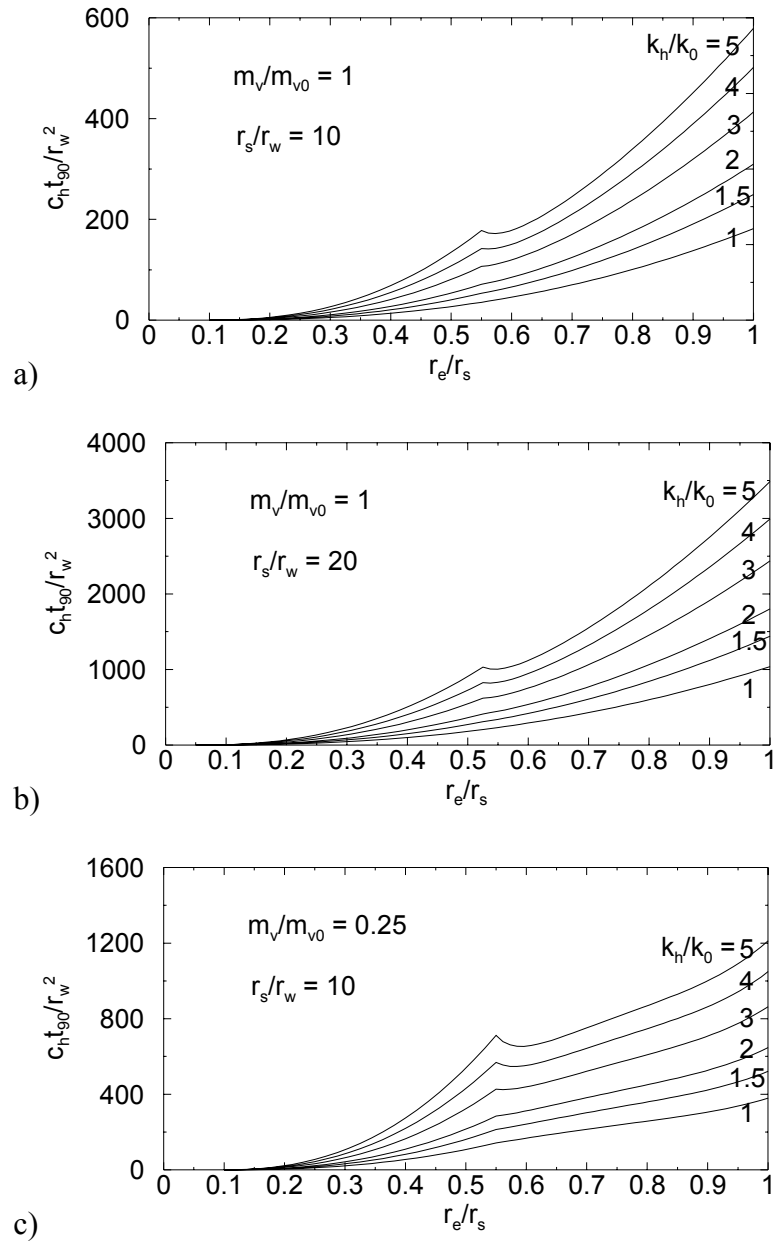 600
k_h/k_0 = 5
m_v/m_v0 = 1
4
400
3
r_s/r_w = 10
2
c_h t_90/r_w^2
200
1.5
1
0
0 0.1 0.2 0.3 0.4 0.5 0.6 0.7 0.8 0.9 1
r_e/r_s
a)
4000
m_v/m_v0 = 1
k_h/k_0 = 5
3000
4
r_s/r_w = 20
3
c_h t_90/r_w^2
2000
2
1.5
1000
1
0
0 0.1 0.2 0.3 0.4 0.5 0.6 0.7 0.8 0.9 1
r_e/r_s
b)
1600
m_v/m_v0 = 0.25
k_h/k_0 = 5
1200
4
r_s/r_w = 10
3
c_h t_90/r_w^2
800
2
1.5
400
1
0
0 0.1 0.2 0.3 0.4 0.5 0.6 0.7 0.8 0.9 1
r_e/r_s
c)